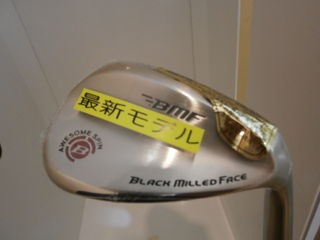 BMF
最新モデル
AWESOME SPIN
BLACK MILLED FACE